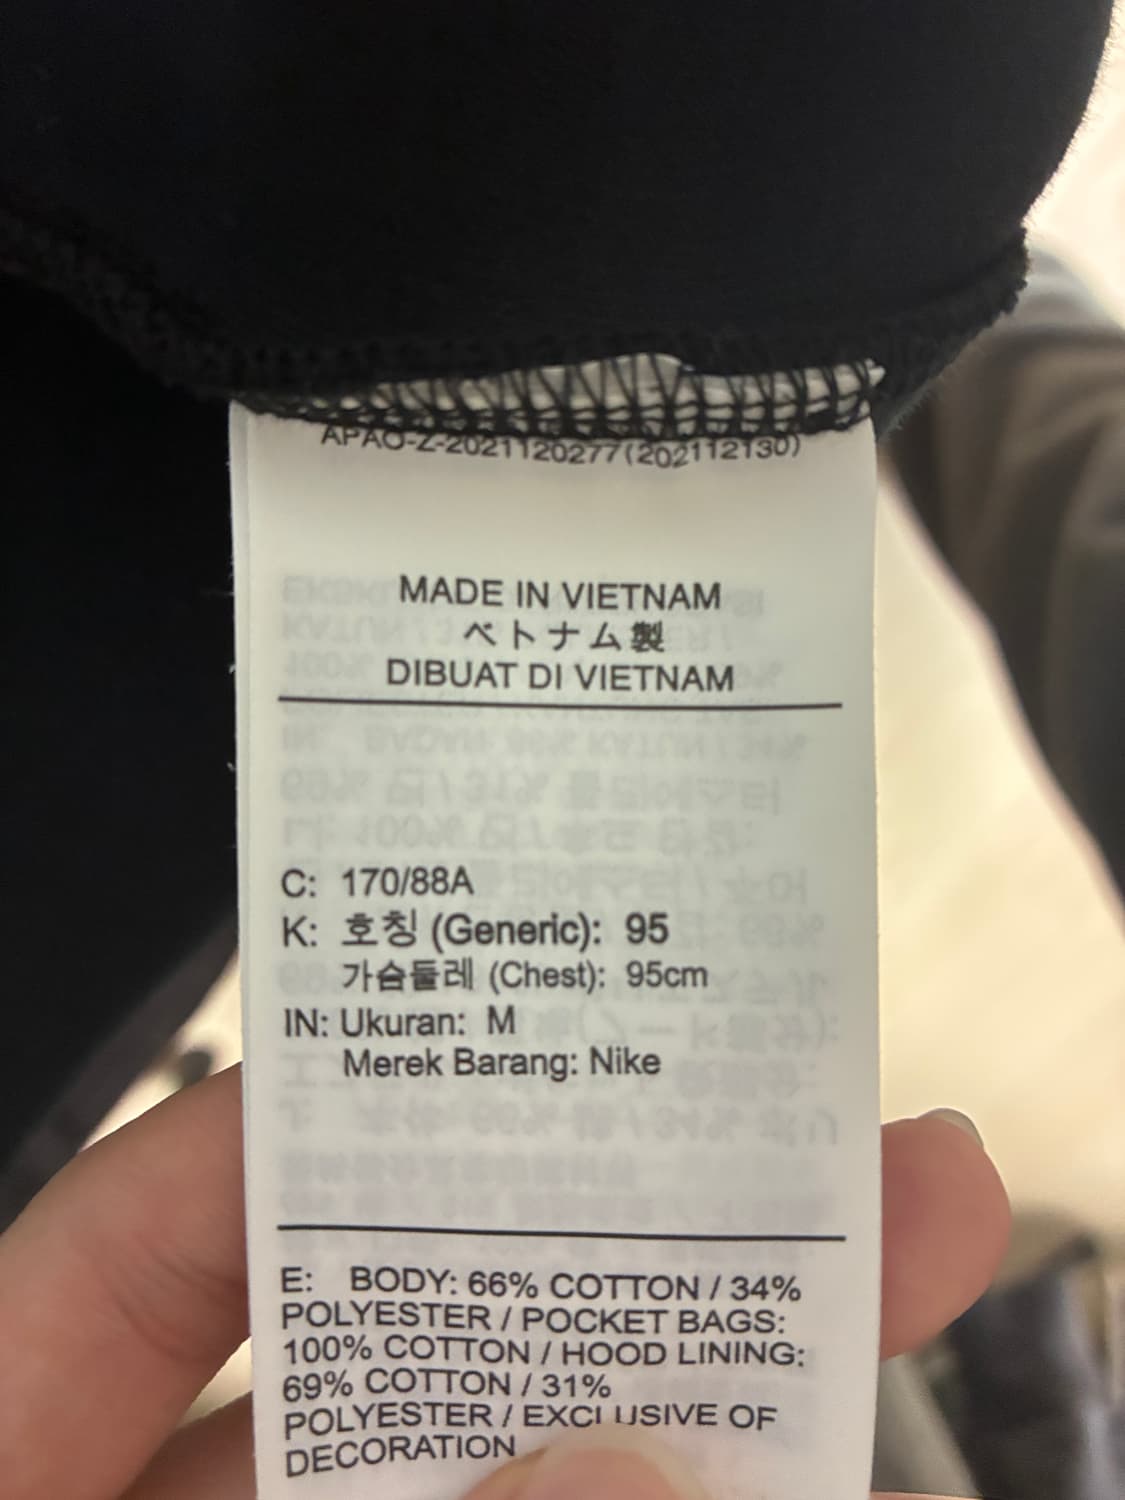 APAO-Z-2021120277(202112130)
MADE IN VIETNAM
ベトナム製
DIBUAT DI VIETNAM
C: 170/88A
K: 호칭 (Generic): 95
가슴둘레 (Chest): 95cm
IN: Ukuran: M
Merek Barang: Nike
E: BODY: 66% COTTON / 34%
POLYESTER / POCKET BAGS:
100% COTTON / HOOD LINING:
69% COTTON / 31%
POLYESTER / EXCLUSIVE OF
DECORATION